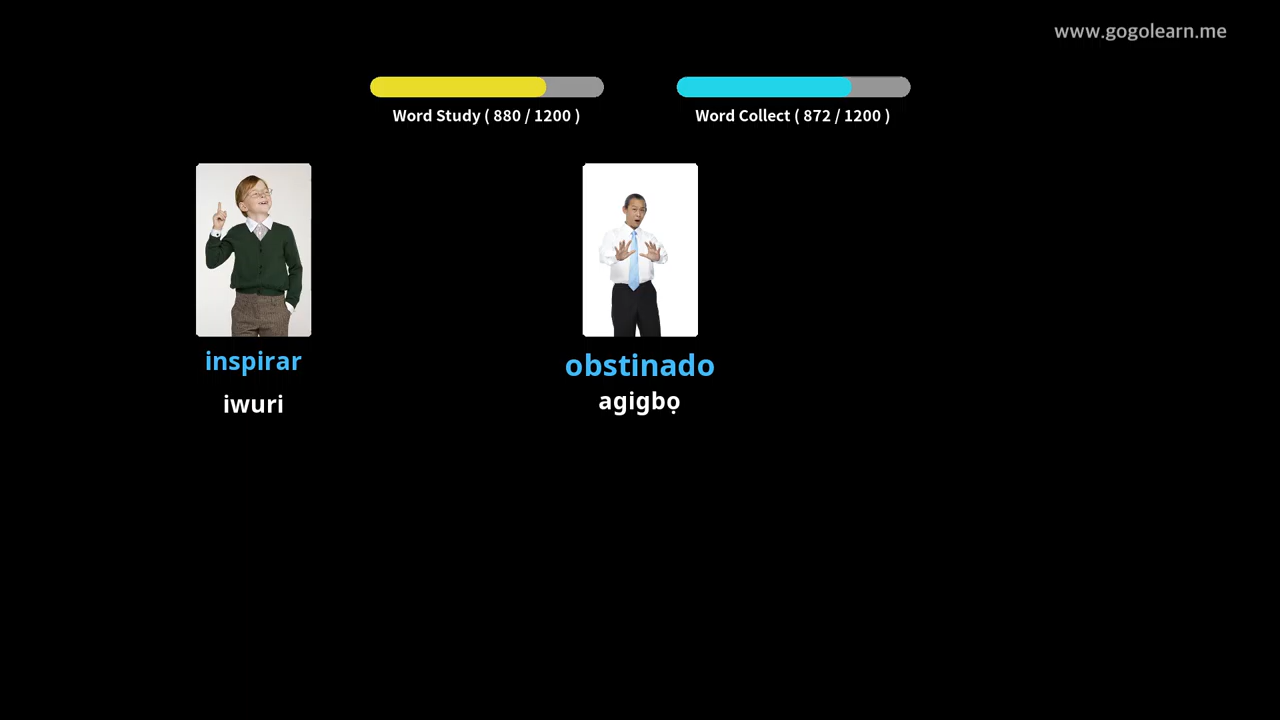 www.gogolearn.me
Word Study ( 880 / 1200 )
Word Collect ( 872 / 1200 )
inspirar
iwuri
obstinado
agigbọ